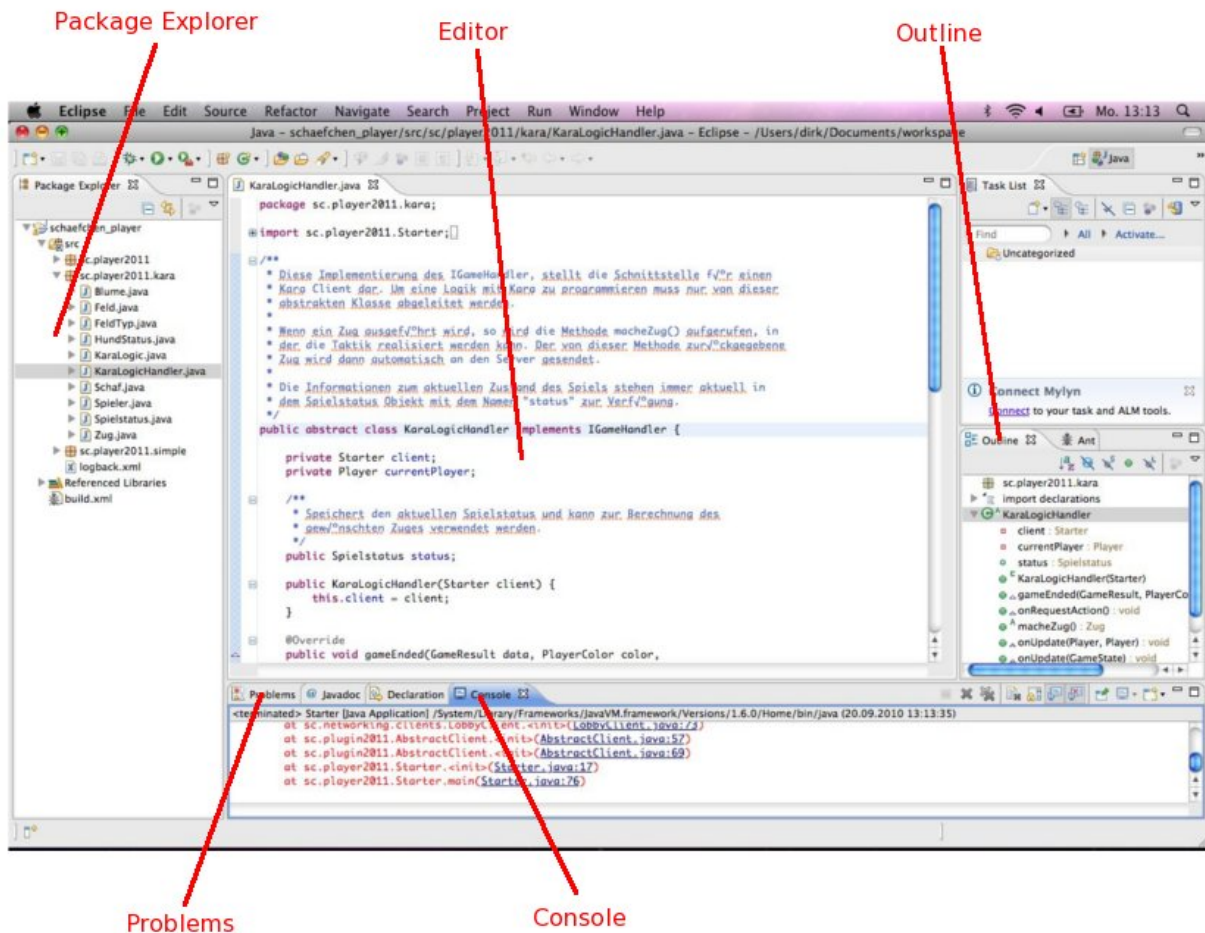 Package Explorer
Editor
Outline
Eclipse File Edit Source Refactor Navigate Search Project Run Window Help
Mo. 13:13
Java – schaefchen_player/src/sc/player2011/kara/KaraLogicHandler.java – Eclipse – /Users/dirk/Documents/workspace
Java
Package Explorer
schaefchen_player
src
sc.player2011
sc.player2011.kara
Blume.java
Feld.java
FeldTyp.java
HundStatus.java
KaraLogic.java
KaraLogicHandler.java
Schaf.java
Spieler.java
Spielstatus.java
Zug.java
sc.player2011.simple
logback.xml
Referenced Libraries
build.xml
KaraLogicHandler.java
package sc.player2011.kara;
import sc.player2011.Starter;
/**
* Diese Implementierung des IGameHandler, stellt die Schnittstelle f√ºr einen
* Kara Client dar. Um eine Logik mit Kara zu programmieren muss nur von dieser
* abstrakten Klasse abgeleitet werden.
*
* Wenn ein Zug ausgef√ºhrt wird, so wird die Methode macheZug() aufgerufen, in
* der die Taktik realisiert werden kann. Der von dieser Methode zur√ºckgegebene
* Zug wird dann automatisch an den Server gesendet.
*
* Die Informationen zum aktuellen Zustand des Spiels stehen immer aktuell in
* dem Spielstatus Objekt mit dem Namen "status" zur Verf√ºgung.
*/
public abstract class KaraLogicHandler implements IGameHandler {
private Starter client;
private Player currentPlayer;
/**
* Speichert den aktuellen Spielstatus und kann zur Berechnung des
* gew√ºnschten Zuges verwendet werden.
*/
public Spielstatus status;
public KaraLogicHandler(Starter client) {
this.client = client;
}
@Override
public void gameEnded(GameResult data, PlayerColor color,
Task List
Find All Activate...
Uncategorized
Connect Mylyn
Connect to your task and ALM tools.
Outline Ant
sc.player2011.kara
import declarations
KaraLogicHandler
client : Starter
currentPlayer : Player
status : Spielstatus
KaraLogicHandler(Starter)
gameEnded(GameResult, PlayerCo
onRequestAction() : void
macheZug() : Zug
onUpdate(Player, Player) : void
onUpdate(GameState) : void
Problems Javadoc Declaration Console
<terminated> Starter [Java Application] /System/Library/Frameworks/JavaVM.framework/Versions/1.6.0/Home/bin/java (20.09.2010 13:13:35)
at sc.networking.clients.LobbyClient.<init>(LobbyClient.java:73)
at sc.plugin2011.AbstractClient.<init>(AbstractClient.java:57)
at sc.plugin2011.AbstractClient.<init>(AbstractClient.java:69)
at sc.player2011.Starter.<init>(Starter.java:17)
at sc.player2011.Starter.main(Starter.java:76)
Problems
Console